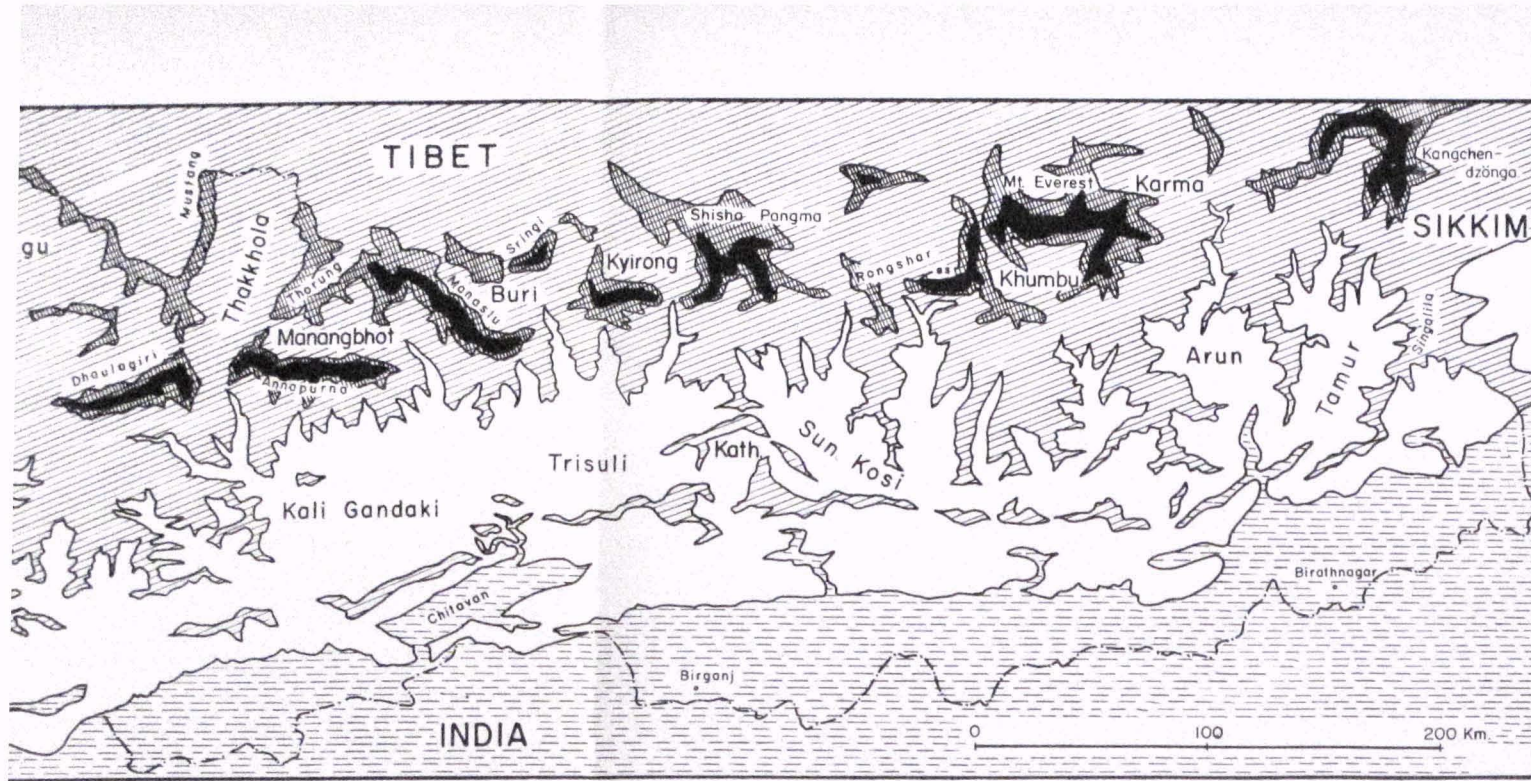 TIBET
Mustang
Kangchen-
dzönga
Mt. Everest
Karma
Shisha Pangma
SIKKIM
gu
Thakkhola
Sringi
Kyirong
Rongshar
Khumbu
Thorung
Manaslu
Buri
Singalila
Manangbhot
Dhaulagiri
Annapurna
Arun
Tamur
Trisuli
Kath.
Sun Kosi
Kali Gandaki
Chitavan
Birathnagar
Birganj
INDIA
0 100 200 Km.